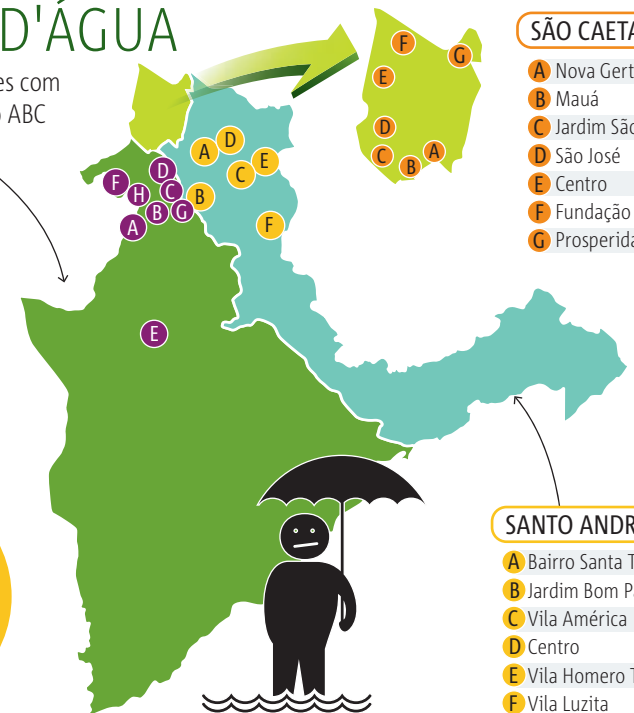 D'ÁGUA
es com
ABC
F
G
E
D
C
B
A
SÃO CAETA
A Nova Gert
B Mauá
C Jardim São
D São José
E Centro
F Fundação
G Prosperida
A
D
C
E
B
F
F
D
H
C
B
G
A
E
SANTO ANDR
A Bairro Santa T
B Jardim Bom Pa
C Vila América
D Centro
E Vila Homero T
F Vila Luzita